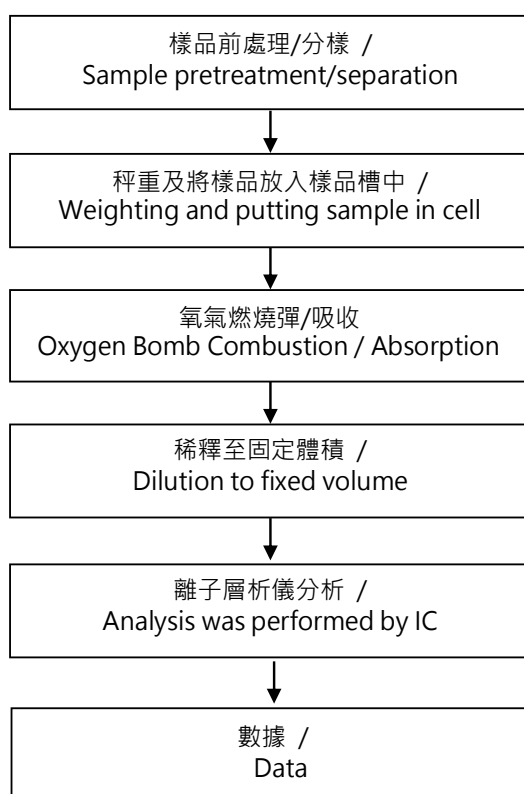 樣品前處理/分樣 /
Sample pretreatment/separation
秤重及將樣品放入樣品槽中 /
Weighting and putting sample in cell
氧氣燃燒彈/吸收
Oxygen Bomb Combustion / Absorption
稀釋至固定體積 /
Dilution to fixed volume
離子層析儀分析 /
Analysis was performed by IC
數據 /
Data